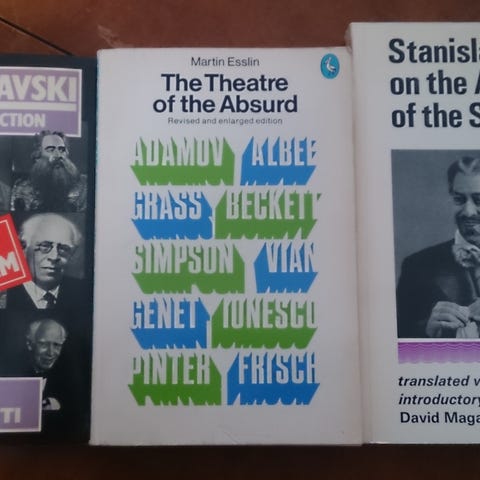 AVSKI
CTION
M
TI
Martin Esslin
The Theatre
of the Absurd
Revised and enlarged edition
ADAMOV ALBEE
GRASS BECKETT
SIMPSON VIAN
GENET IONESCO
PINTER FRISCH
Stanisla
on the A
of the S
translated w
introductory
David Maga